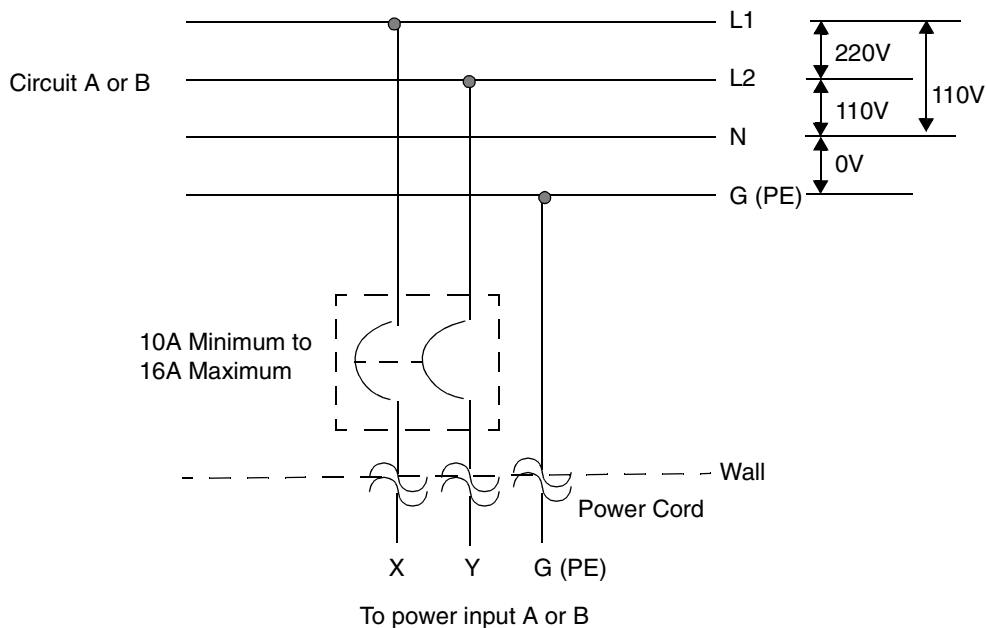 L1
220V
Circuit A or B
L2
110V
110V
N
0V
G (PE)
10A Minimum to
16A Maximum
Wall
Power Cord
X
Y
G (PE)
To power input A or B